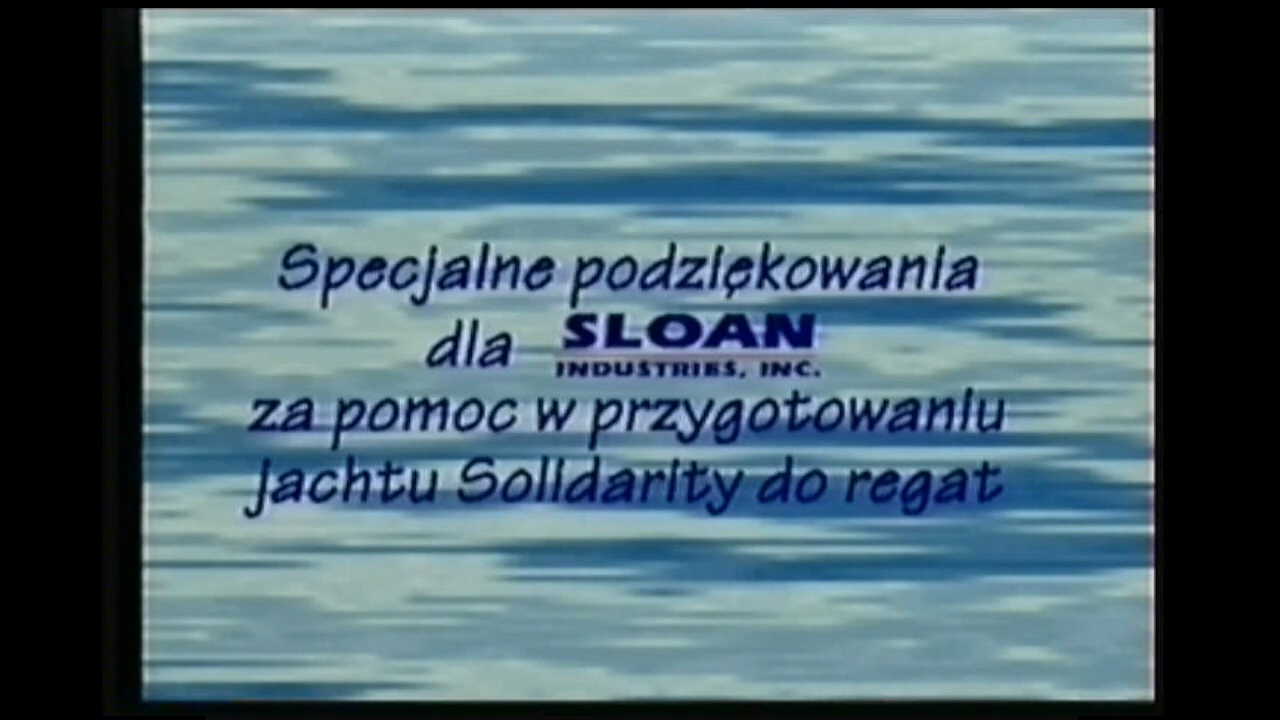 Specjalne podziękowania
dla SLOAN
INDUSTRIES, INC.
za pomoc w przygotowaniu
jachtu Solidarity do regat